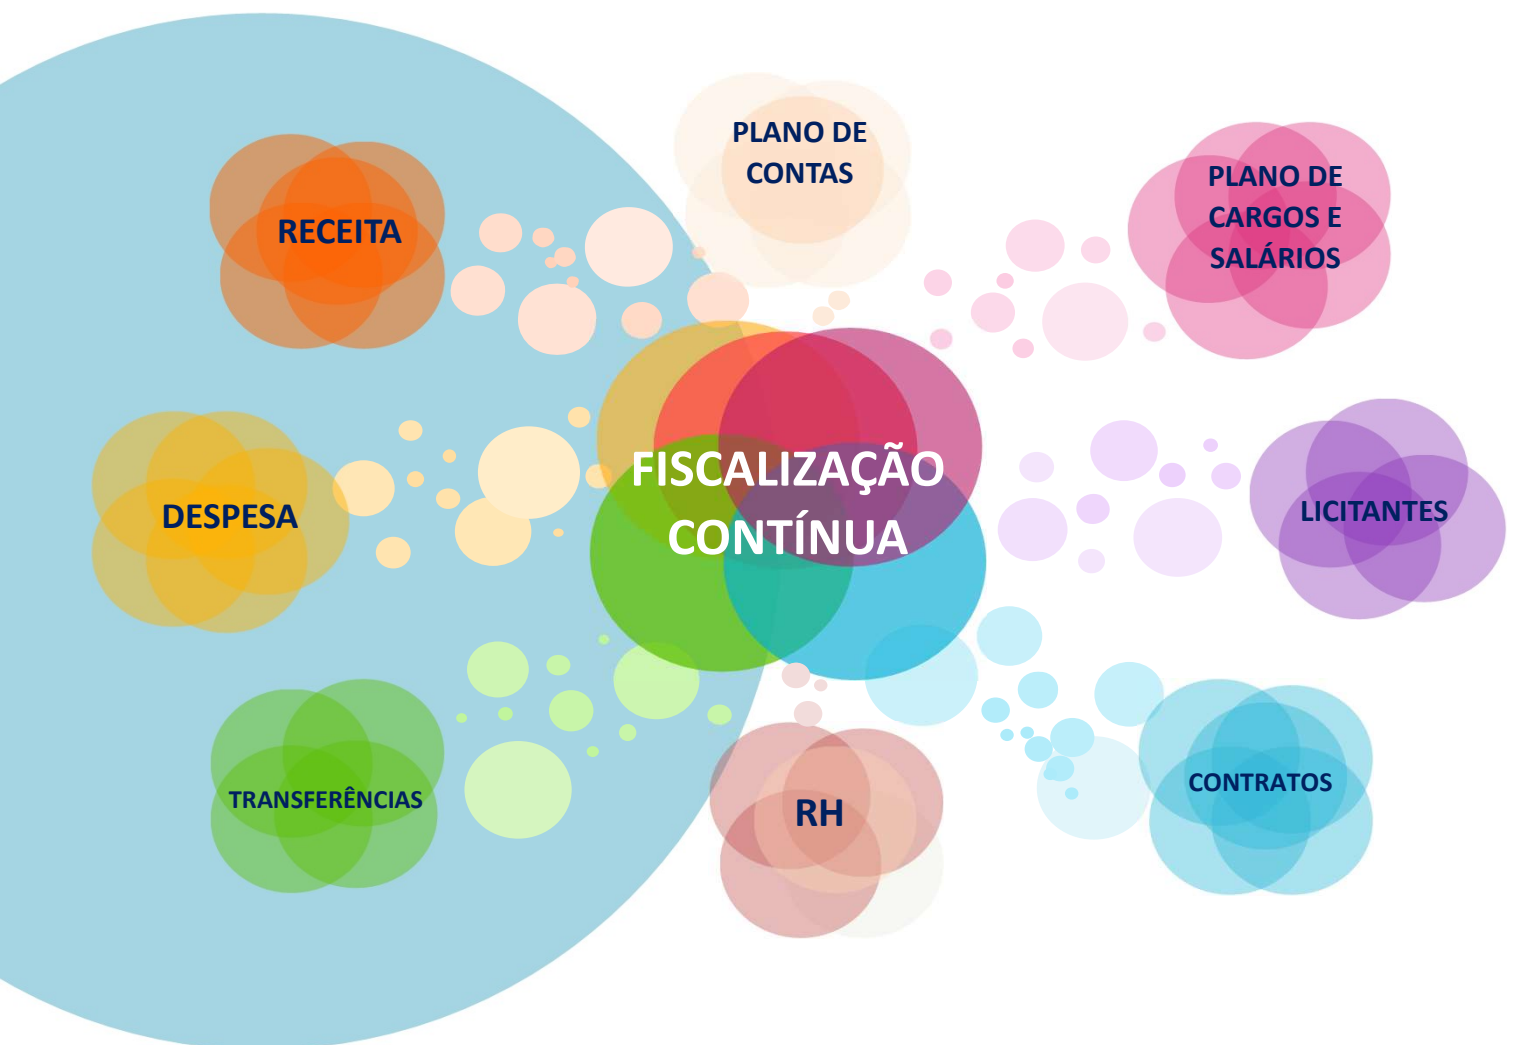 PLANO DE
CONTAS
PLANO DE
CARGOS E
SALÁRIOS
RECEITA
FISCALIZAÇÃO
CONTÍNUA
DESPESA
LICITANTES
TRANSFERÊNCIAS
RH
CONTRATOS